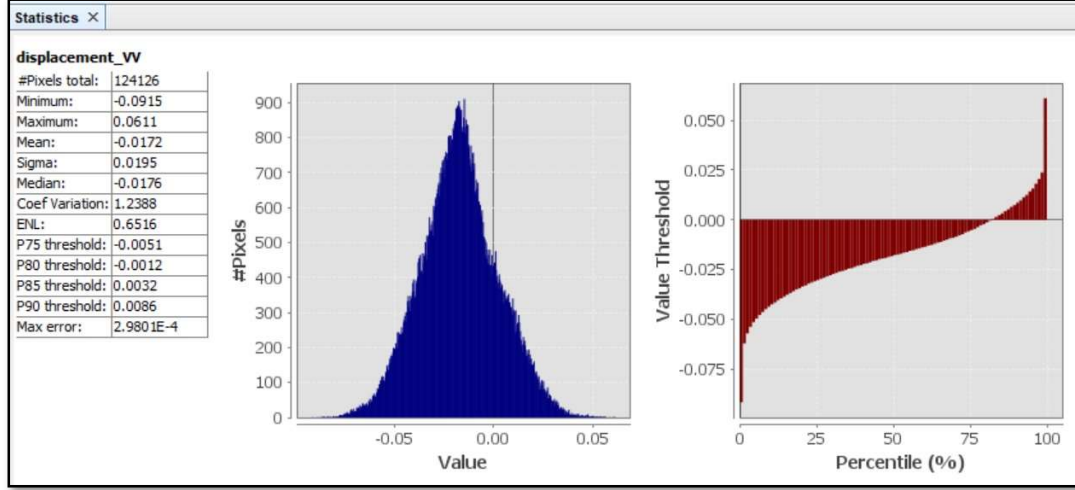 Statistics ×
displacement_VV
#Pixels total: 124126
Minimum: -0.0915
Maximum: 0.0611
Mean: -0.0172
Sigma: 0.0195
Median: -0.0176
Coef Variation: 1.2388
ENL: 0.6516
P75 threshold: -0.0051
P80 threshold: -0.0012
P85 threshold: 0.0032
P90 threshold: 0.0086
Max error: 2.9801E-4
#Pixels
900
800
700
600
500
400
300
200
100
0
-0.05 0.00 0.05
Value
Value Threshold
0.050
0.025
0.000
-0.025
-0.050
-0.075
0 25 50 75 100
Percentile (%)